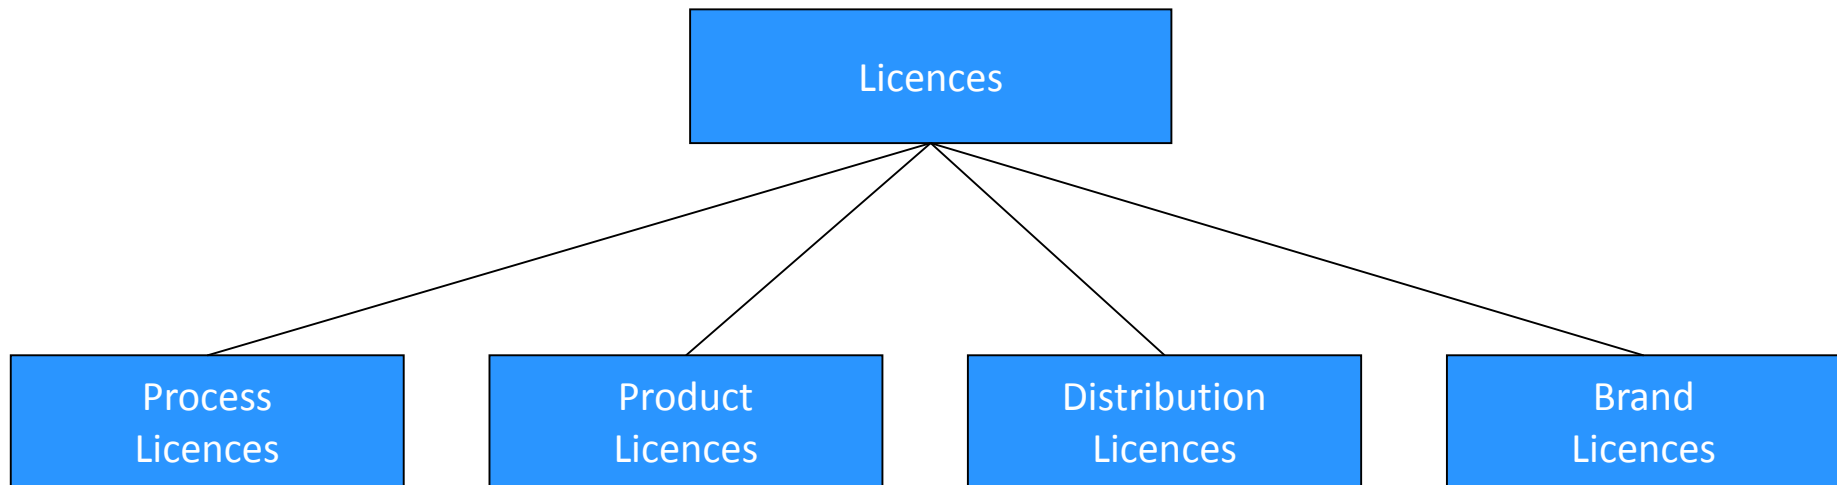 Licences
Process
Licences
Product
Licences
Distribution
Licences
Brand
Licences